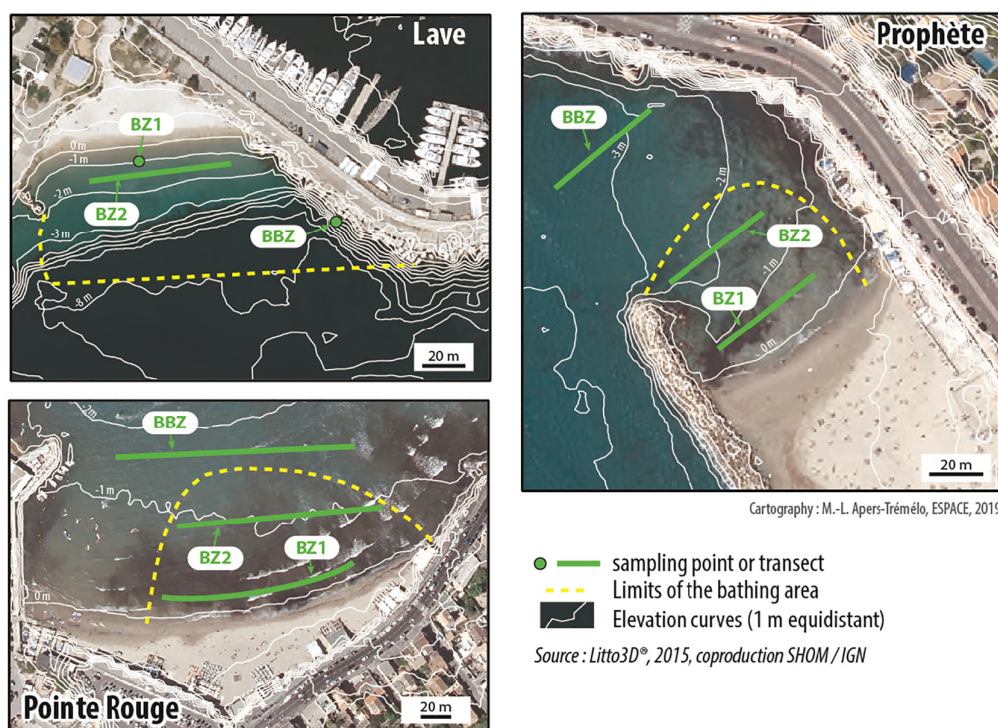 Lave
BZ1
0 m
-1 m
BZ2
-2 m
BBZ
-3 m
-8 m
20 m
Prophète
BBZ
-3 m
-2 m
BZ2
-1 m
BZ1
0 m
20 m
Cartography : M.-L. Apers-Trémélo, ESPACE, 2019
BBZ
-2m
-1 m
BZ2
BZ1
0 m
20 m
Pointe Rouge
sampling point or transect
Limits of the bathing area
Elevation curves (1 m equidistant)
Source : Litto3D®, 2015, coproduction SHOM / IGN